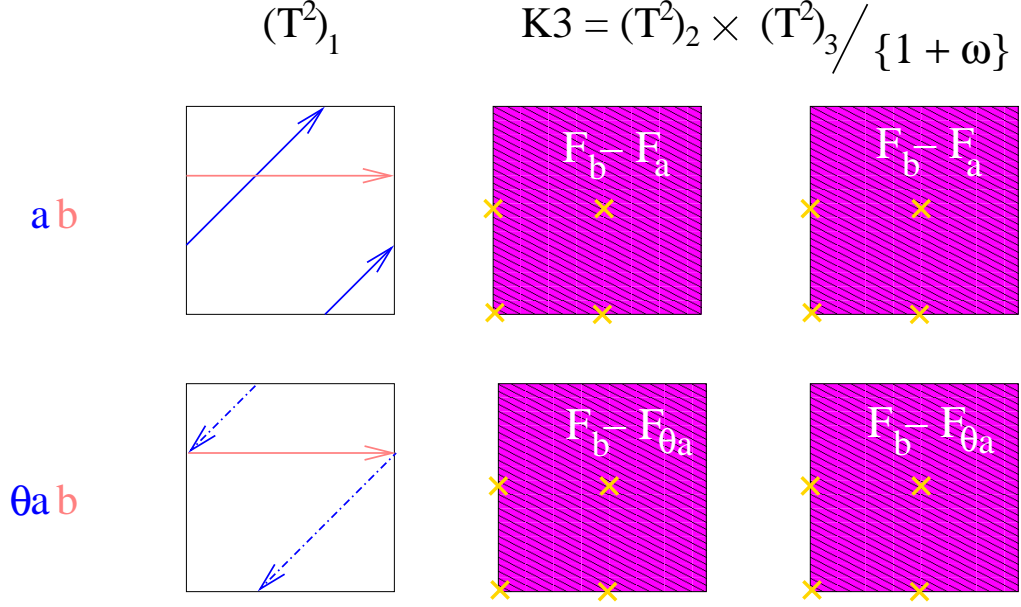 (T²)₁ K3 = (T²)₂ × (T²)₃ / {1 + ω}
a b F_b − F_a F_b − F_a
θa b F_b − F_θa F_b − F_θa